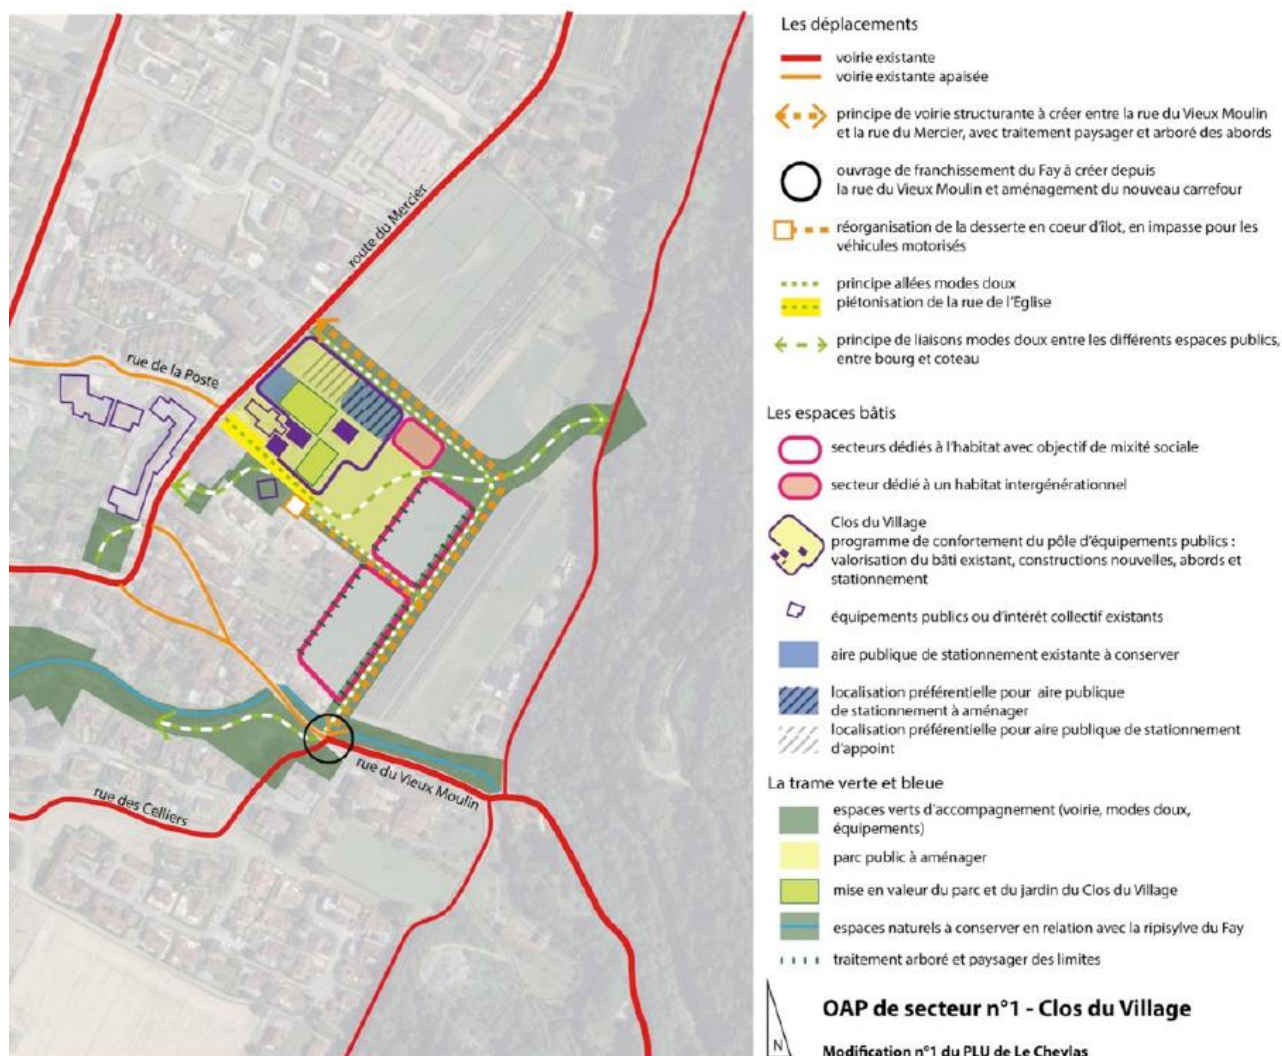 route du Mercier
rue de la Poste
rue du Vieux Moulin
rue des Celliers
Les déplacements
voirie existante
voirie existante apaisée
principe de voirie structurante à créer entre la rue du Vieux Moulin
et la rue du Mercier, avec traitement paysager et arboré des abords
ouvrage de franchissement du Fay à créer depuis
la rue du Vieux Moulin et aménagement du nouveau carrefour
réorganisation de la desserte en coeur d'îlot, en impasse pour les
véhicules motorisés
principe allées modes doux
piétonisation de la rue de l'Eglise
principe de liaisons modes doux entre les différents espaces publics,
entre bourg et coteau
Les espaces bâtis
secteurs dédiés à l'habitat avec objectif de mixité sociale
secteur dédié à un habitat intergénérationnel
Clos du Village
programme de confortement du pôle d'équipements publics :
valorisation du bâti existant, constructions nouvelles, abords et
stationnement
équipements publics ou d'intérêt collectif existants
aire publique de stationnement existante à conserver
localisation préférentielle pour aire publique
de stationnement à aménager
localisation préférentielle pour aire publique de stationnement
d'appoint
La trame verte et bleue
espaces verts d'accompagnement (voirie, modes doux,
équipements)
parc public à aménager
mise en valeur du parc et du jardin du Clos du Village
espaces naturels à conserver en relation avec la ripisylve du Fay
traitement arboré et paysager des limites
N
OAP de secteur n°1 - Clos du Village
Modification n°1 du PLU de Le Cheylas